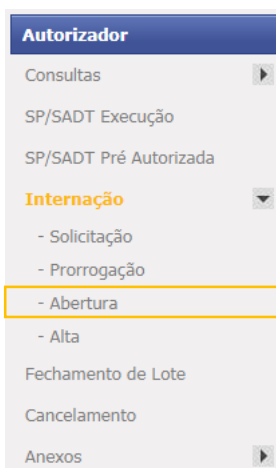 Autorizador
Consultas
SP/SADT Execução
SP/SADT Pré Autorizada
Internação
- Solicitação
- Prorrogação
- Abertura
- Alta
Fechamento de Lote
Cancelamento
Anexos